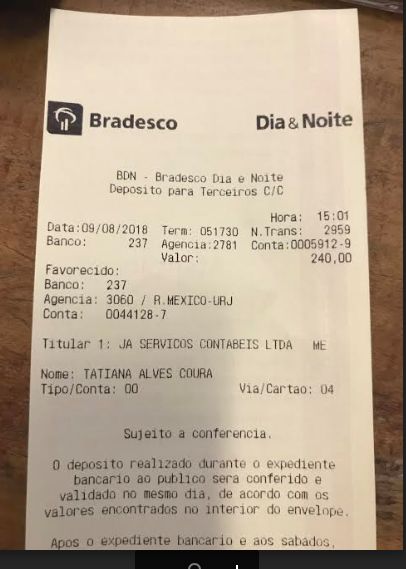 Bradesco Dia & Noite
BDN - Bradesco Dia e Noite
Deposito para Terceiros C/C
Hora: 15:01
Data:09/08/2018 Term: 051730 N.Trans: 2959
Banco: 237 Agencia:2781 Conta:0005912-9
Valor: 240,00
Favorecido:
Banco: 237
Agencia: 3060 / R.MEXICO-URJ
Conta: 0044128-7
Titular 1: JA SERVICOS CONTABEIS LTDA ME
Nome: TATIANA ALVES COURA
Tipo/Conta: 00 Via/Cartao: 04
Sujeito a conferencia.
O deposito realizado durante o expediente
bancario ao publico sera conferido e
validado no mesmo dia, de acordo com os
valores encontrados no interior do envelope.
Apos o expediente bancario e aos sabados,